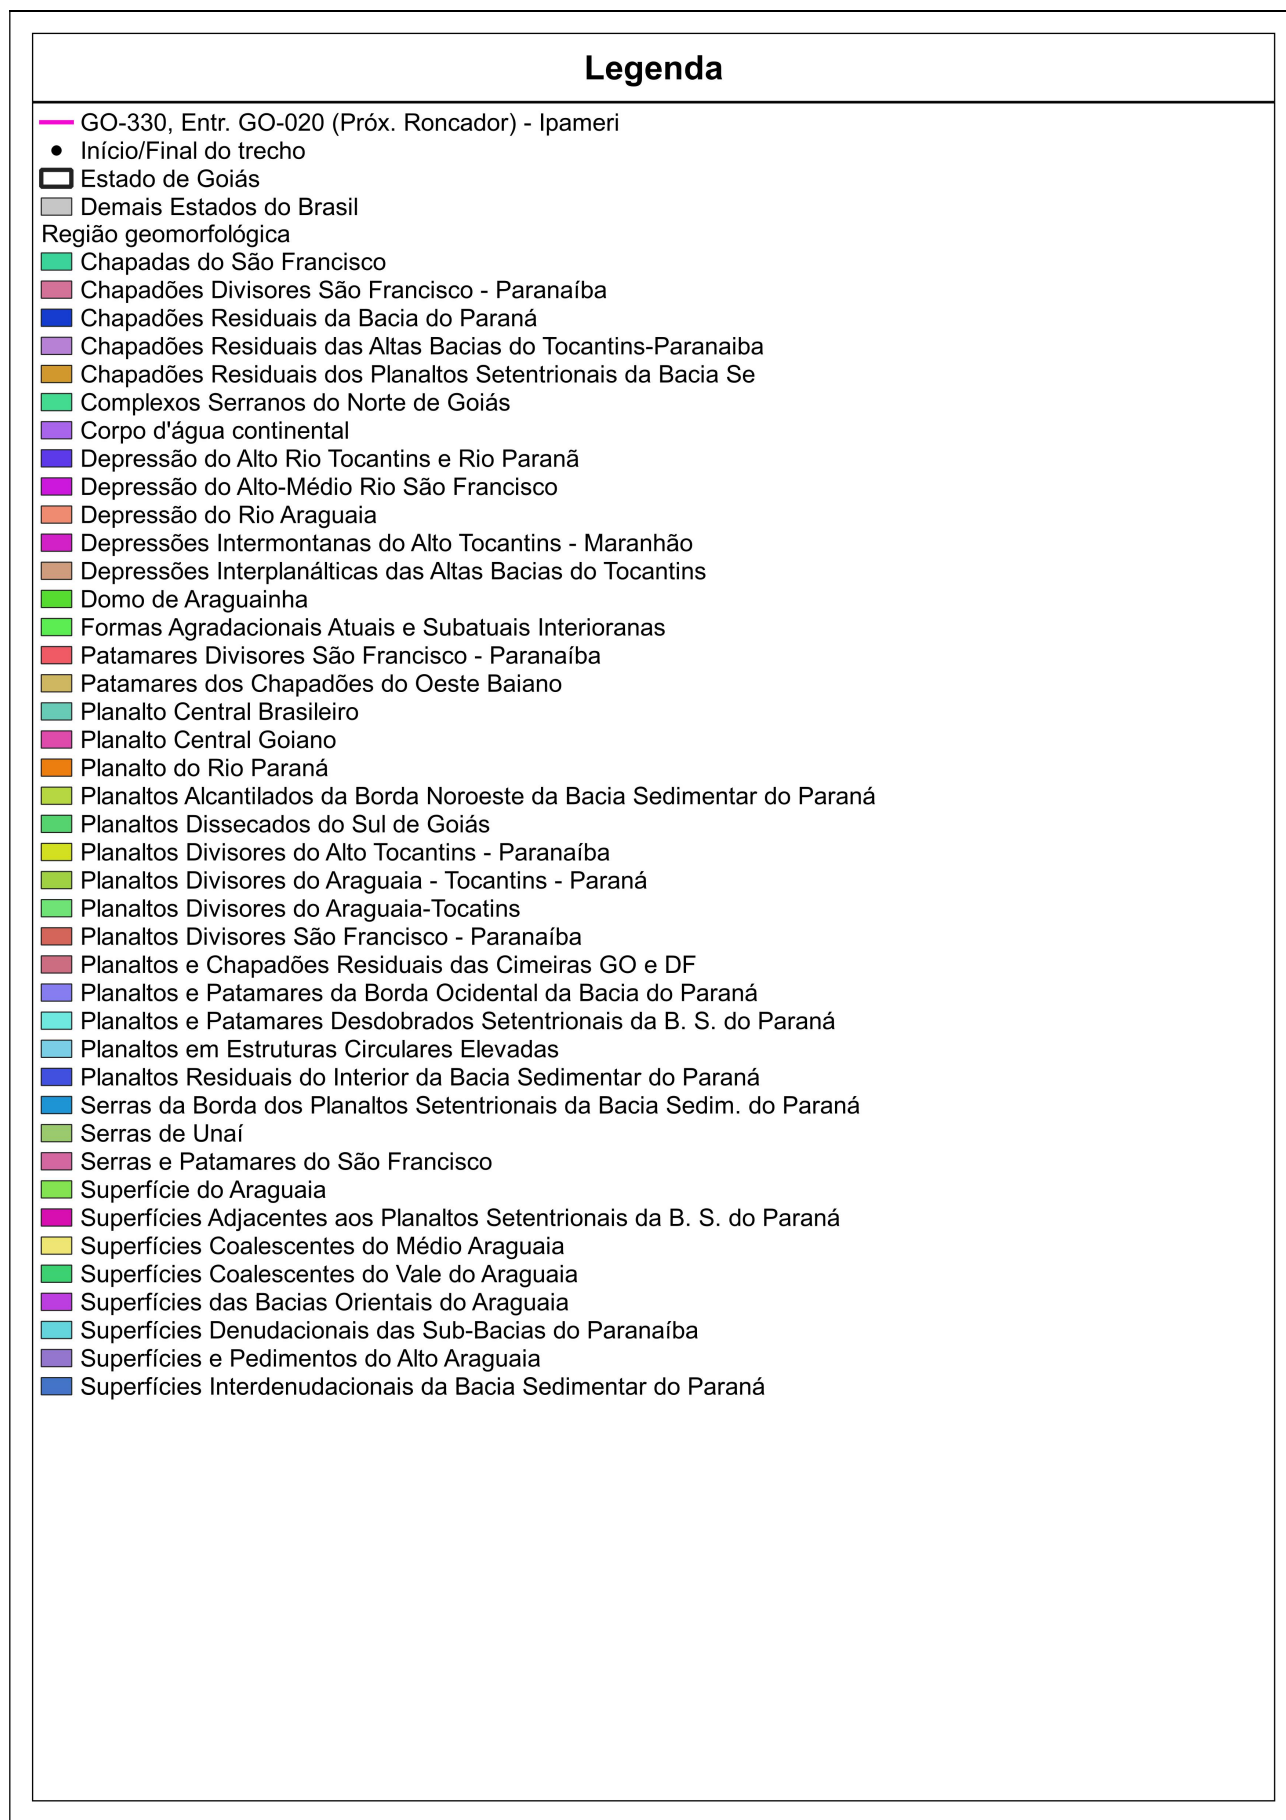 Legenda
GO-330, Entr. GO-020 (Próx. Roncador) - Ipameri
Início/Final do trecho
Estado de Goiás
Demais Estados do Brasil
Região geomorfológica
Chapadas do São Francisco
Chapadões Divisores São Francisco - Paranaíba
Chapadões Residuais da Bacia do Paraná
Chapadões Residuais das Altas Bacias do Tocantins-Paranaiba
Chapadões Residuais dos Planaltos Setentrionais da Bacia Se
Complexos Serranos do Norte de Goiás
Corpo d'água continental
Depressão do Alto Rio Tocantins e Rio Paranã
Depressão do Alto-Médio Rio São Francisco
Depressão do Rio Araguaia
Depressões Intermontanas do Alto Tocantins - Maranhão
Depressões Interplanálticas das Altas Bacias do Tocantins
Domo de Araguainha
Formas Agradacionais Atuais e Subatuais Interioranas
Patamares Divisores São Francisco - Paranaíba
Patamares dos Chapadões do Oeste Baiano
Planalto Central Brasileiro
Planalto Central Goiano
Planalto do Rio Paraná
Planaltos Alcantilados da Borda Noroeste da Bacia Sedimentar do Paraná
Planaltos Dissecados do Sul de Goiás
Planaltos Divisores do Alto Tocantins - Paranaíba
Planaltos Divisores do Araguaia - Tocantins - Paraná
Planaltos Divisores do Araguaia-Tocatins
Planaltos Divisores São Francisco - Paranaíba
Planaltos e Chapadões Residuais das Cimeiras GO e DF
Planaltos e Patamares da Borda Ocidental da Bacia do Paraná
Planaltos e Patamares Desdobrados Setentrionais da B. S. do Paraná
Planaltos em Estruturas Circulares Elevadas
Planaltos Residuais do Interior da Bacia Sedimentar do Paraná
Serras da Borda dos Planaltos Setentrionais da Bacia Sedim. do Paraná
Serras de Unaí
Serras e Patamares do São Francisco
Superfície do Araguaia
Superfícies Adjacentes aos Planaltos Setentrionais da B. S. do Paraná
Superfícies Coalescentes do Médio Araguaia
Superfícies Coalescentes do Vale do Araguaia
Superfícies das Bacias Orientais do Araguaia
Superfícies Denudacionais das Sub-Bacias do Paranaíba
Superfícies e Pedimentos do Alto Araguaia
Superfícies Interdenudacionais da Bacia Sedimentar do Paraná